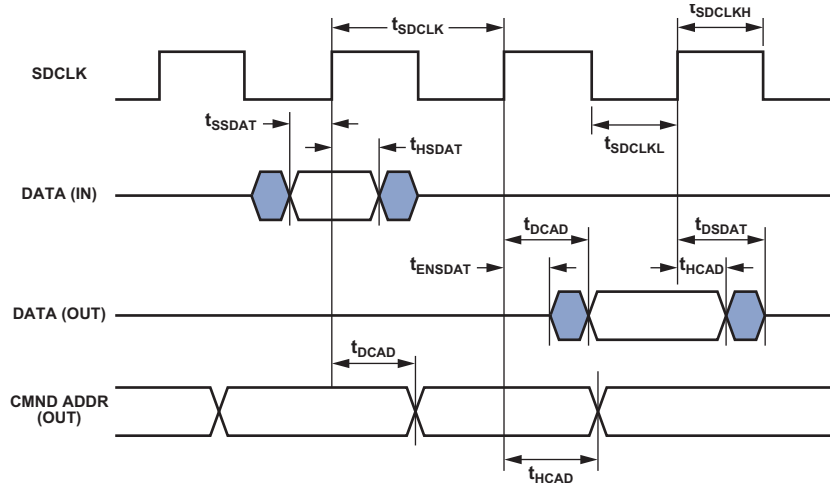 tSDCLK
tSDCLKH
SDCLK
tSSDAT
tHSDAT
tSDCLKL
DATA (IN)
tDCAD
tDSDAT
tENSDAT
tHCAD
DATA (OUT)
tDCAD
CMND ADDR
(OUT)
tHCAD